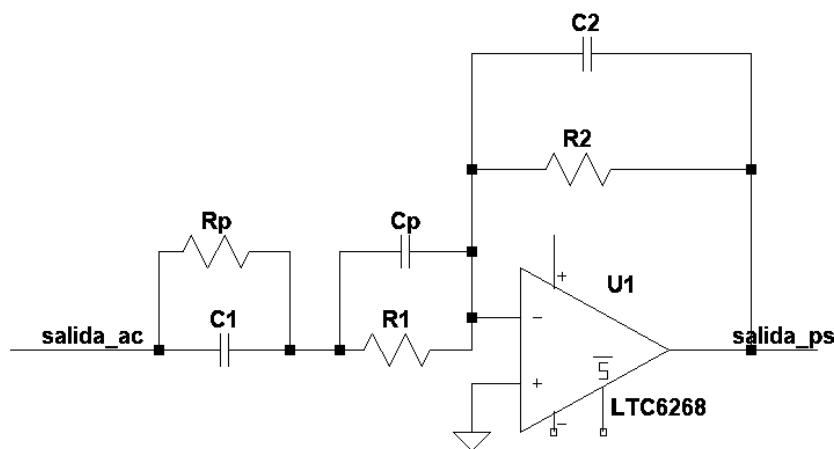 C2
R2
Rp
Cp
U1
C1
R1
salida_ac
salida_ps
+
−
+
−
S
LTC6268